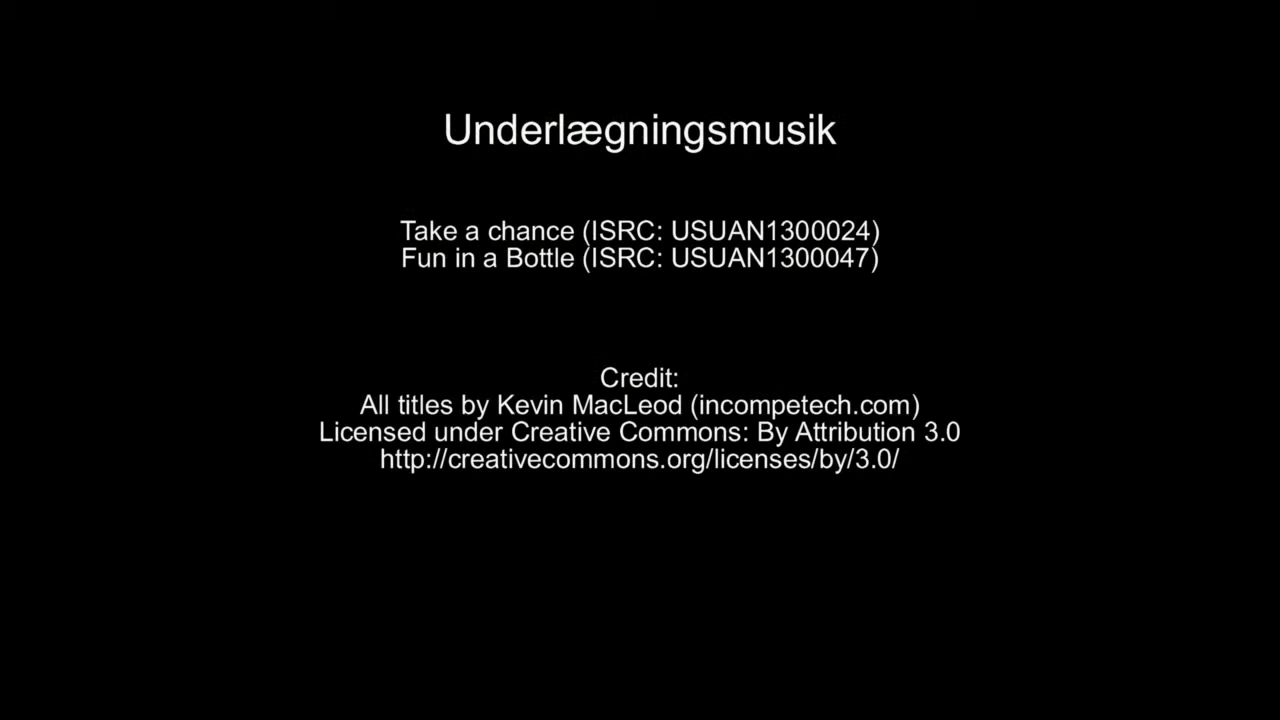 Underlægningsmusik
Take a chance (ISRC: USUAN1300024)
Fun in a Bottle (ISRC: USUAN1300047)
Credit:
All titles by Kevin MacLeod (incompetech.com)
Licensed under Creative Commons: By Attribution 3.0
http://creativecommons.org/licenses/by/3.0/